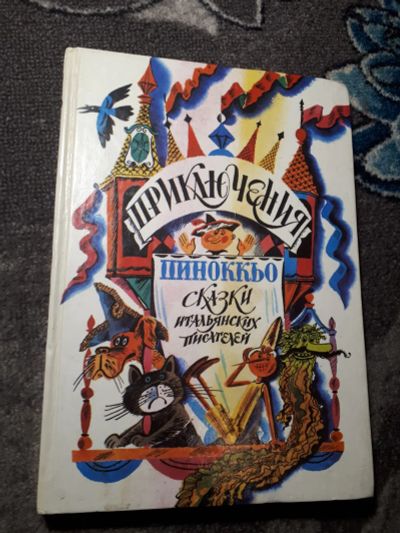 ПРИКЛЮЧЕНИЯ
ПИНОККЬО
СКАЗКИ
ИТАЛЬЯНСКИХ
ПИСАТЕЛЕЙ